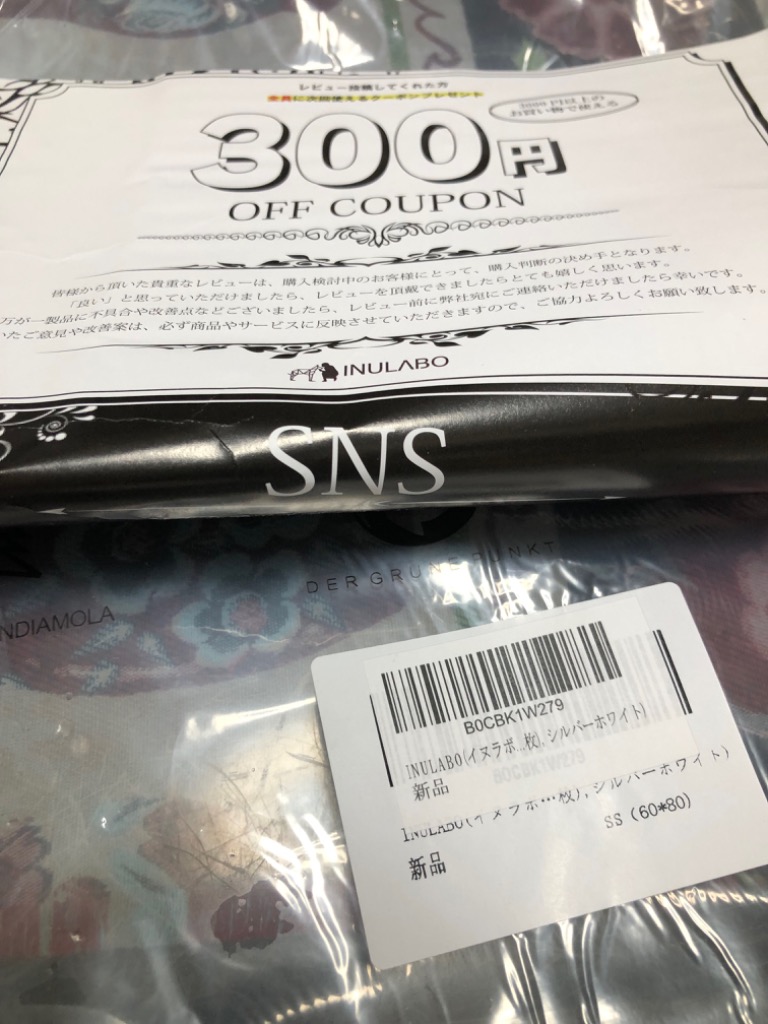 レビュー投稿してくれた方
全員に次回使えるクーポンプレゼント
3000円以上の
お買い物で使える
300円
OFF COUPON
皆様から頂いた貴重なレビューは、購入検討中のお客様にとって、購入判断の決め手となります。
「良い」と思っていただけましたら、レビューを頂戴できましたらとても嬉しく思います。
万が一製品に不具合や改善点などございましたら、レビュー前に弊社宛にご連絡いただけましたら幸いです。
いたご意見や改善案は、必ず商品やサービスに反映させていただきますので、ご協力よろしくお願い致します。
INULABO
SNS
DER GRÜNE PUNKT
NDIAMOLA
B0CBK1W279
INULABO(イヌラボ...枚),シルバーホワイト)
新品
B0CBK1W279
INULABO(イヌラボ…枚),シルバーホワイト)
SS（60*80）
新品